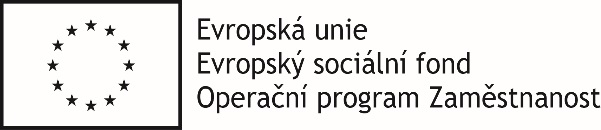 Evropská unie
Evropský sociální fond
Operační program Zaměstnanost